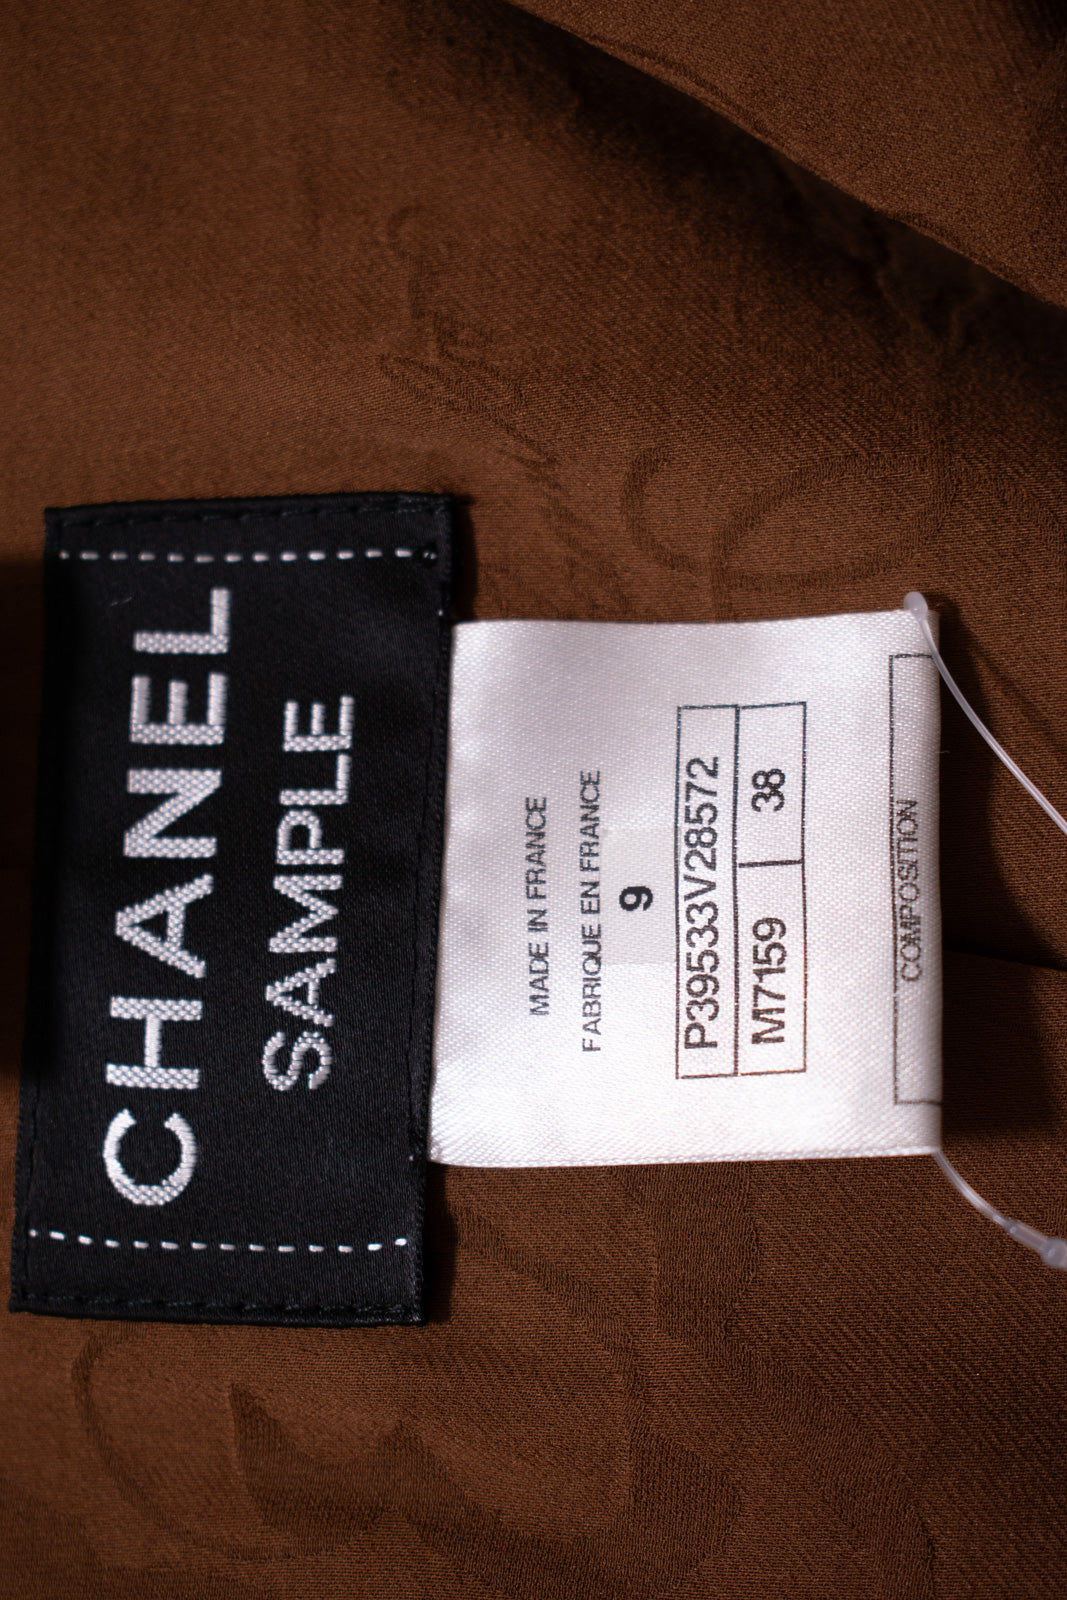 CHANEL
SAMPLE
MADE IN FRANCE
FABRIQUE EN FRANCE
9
P39533V28572
M7159 38
COMPOSITION